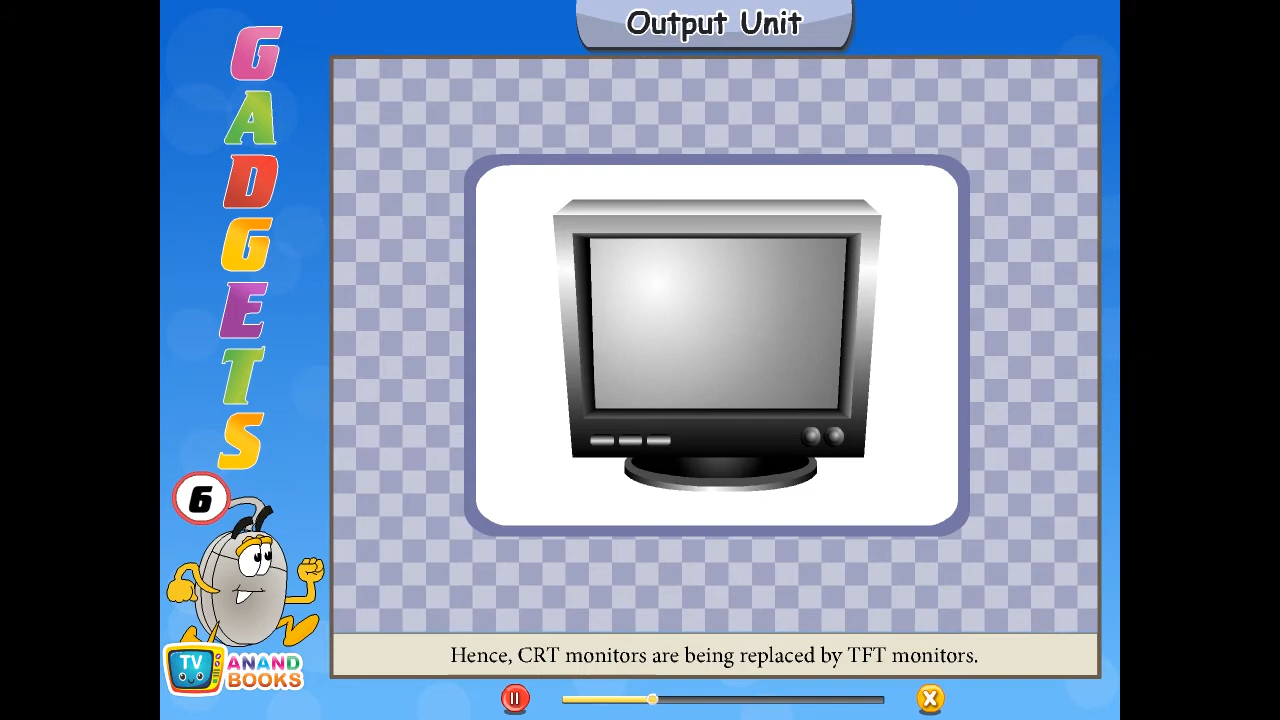 Output Unit
GADGETS
6
TV
ANAND
BOOKS
Hence, CRT monitors are being replaced by TFT monitors.
X